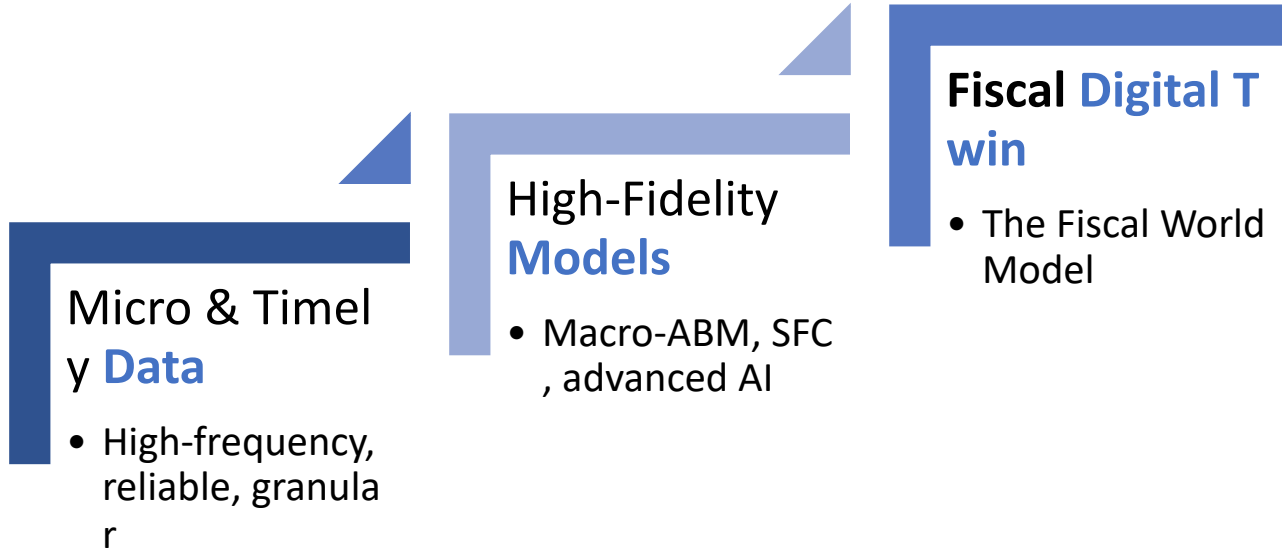 Micro & Timel
y Data
• High-frequency,
reliable, granula
r
High-Fidelity
Models
• Macro-ABM, SFC
, advanced AI
Fiscal Digital T
win
• The Fiscal World
Model